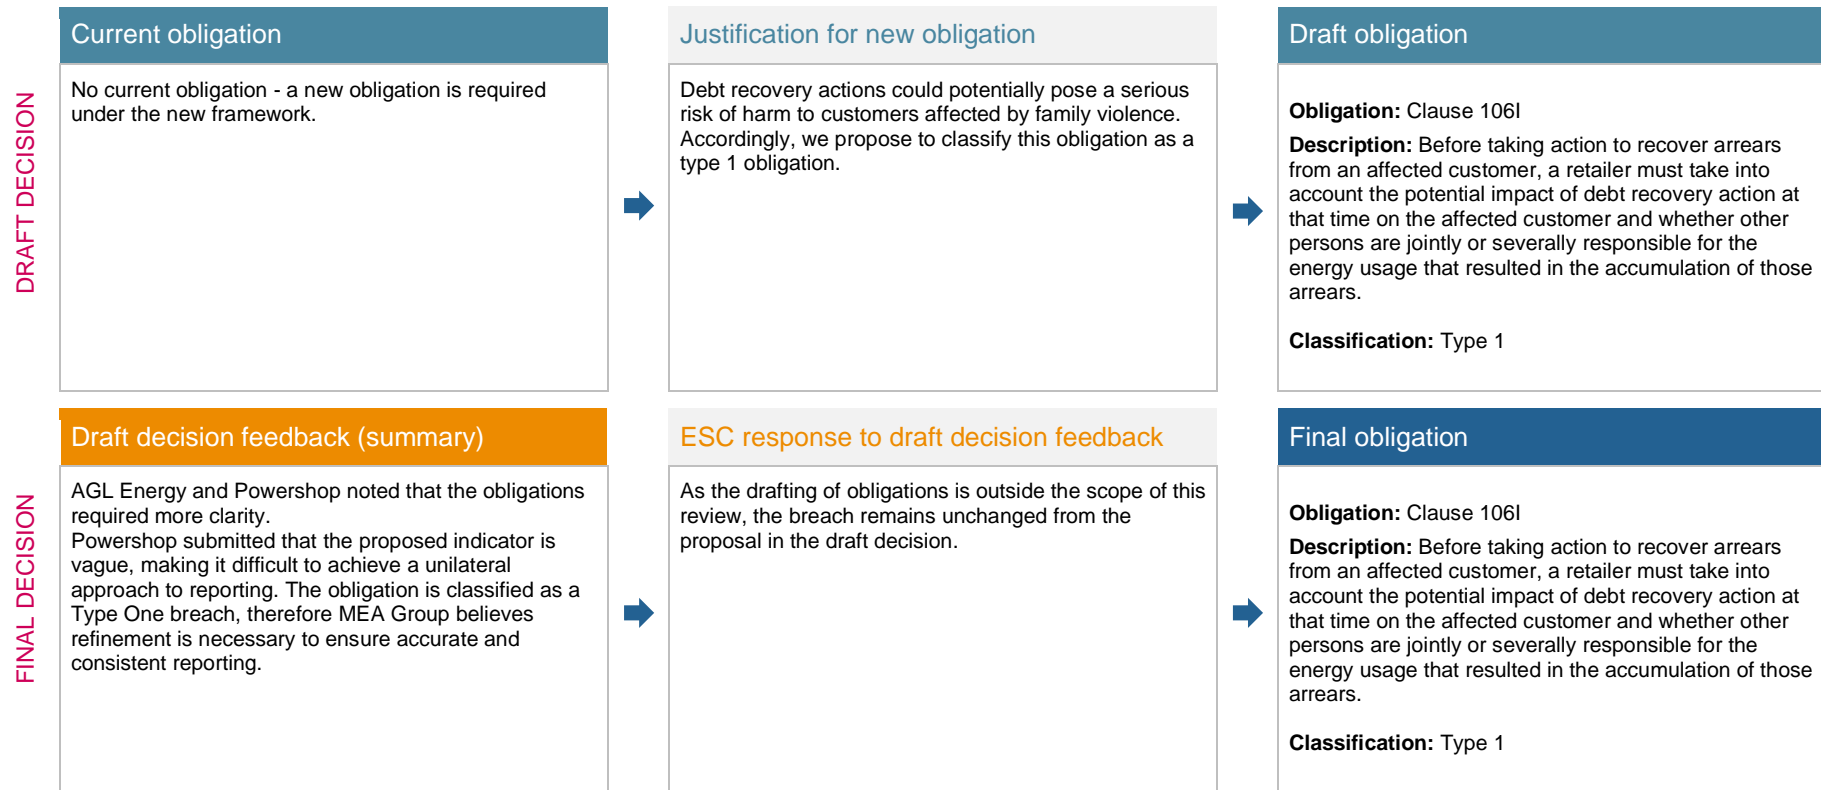 DRAFT DECISION
Current obligation
No current obligation - a new obligation is required
under the new framework.
Justification for new obligation
Debt recovery actions could potentially pose a serious
risk of harm to customers affected by family violence.
Accordingly, we propose to classify this obligation as a
type 1 obligation.
Draft obligation
Obligation: Clause 106I
Description: Before taking action to recover arrears
from an affected customer, a retailer must take into
account the potential impact of debt recovery action at
that time on the affected customer and whether other
persons are jointly or severally responsible for the
energy usage that resulted in the accumulation of those
arrears.
Classification: Type 1
FINAL DECISION
Draft decision feedback (summary)
AGL Energy and Powershop noted that the obligations
required more clarity.
Powershop submitted that the proposed indicator is
vague, making it difficult to achieve a unilateral
approach to reporting. The obligation is classified as a
Type One breach, therefore MEA Group believes
refinement is necessary to ensure accurate and
consistent reporting.
ESC response to draft decision feedback
As the drafting of obligations is outside the scope of this
review, the breach remains unchanged from the
proposal in the draft decision.
Final obligation
Obligation: Clause 106I
Description: Before taking action to recover arrears
from an affected customer, a retailer must take into
account the potential impact of debt recovery action at
that time on the affected customer and whether other
persons are jointly or severally responsible for the
energy usage that resulted in the accumulation of those
arrears.
Classification: Type 1